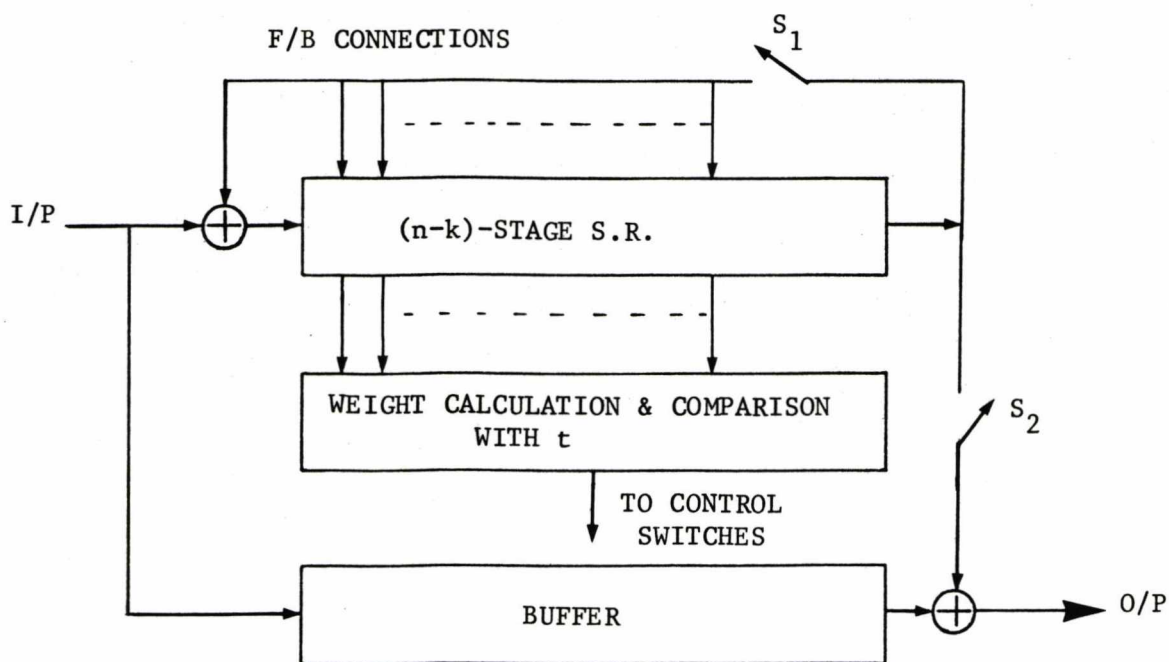 F/B CONNECTIONS
S1
I/P
+
(n-k)-STAGE S.R.
WEIGHT CALCULATION & COMPARISON
WITH t
S2
TO CONTROL
SWITCHES
BUFFER
+
O/P